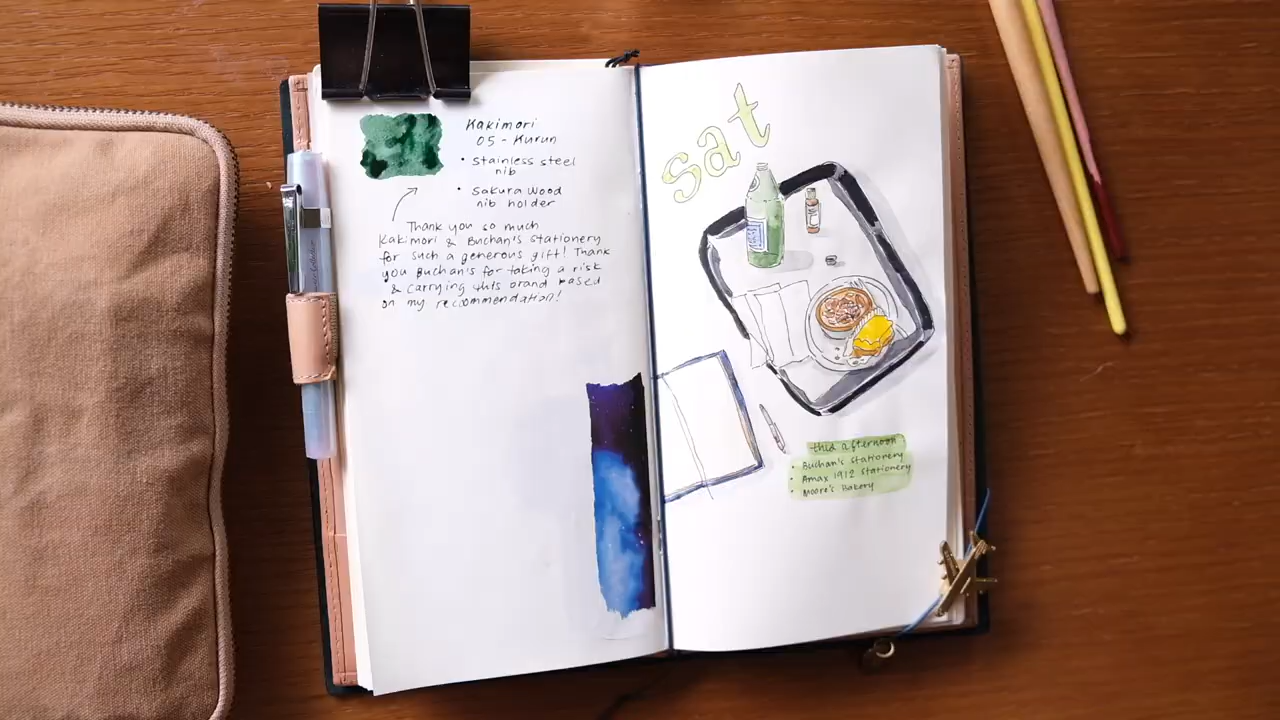 Kakimori
05 - Kurun
• Stainless steel
nib
• Sakura wood
nib holder
Thank you so much
Kakimori & Buchan's Stationery
for such a generous gift! Thank
you Buchan's for taking a risk
& carrying this brand based
on my recommendation!
sat
this afternoon
• Buchan's Stationery
• Amax 1912 Stationery
• Moore's Bakery